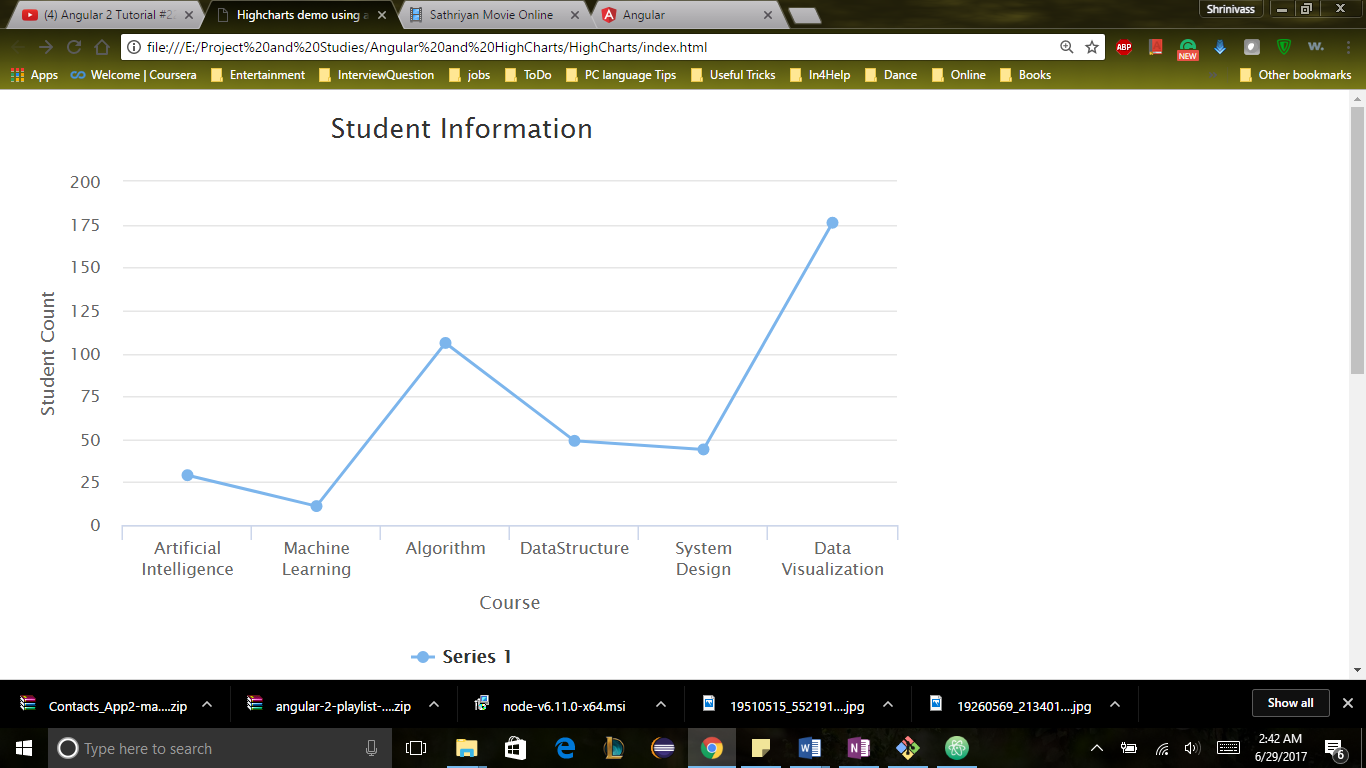 (4) Angular 2 Tutorial #2
Highcharts demo using a
Sathriyan Movie Online
Angular
Shrinivass
file:///E:/Project%20and%20Studies/Angular%20and%20HighCharts/HighCharts/index.html
ABP
NEW
W.
Apps
Welcome | Coursera
Entertainment
InterviewQuestion
jobs
ToDo
PC language Tips
Useful Tricks
In4Help
Dance
Online
Books
Other bookmarks
Student Information
200
175
150
125
100
75
50
25
0
Student Count
Artificial
Intelligence
Machine
Learning
Algorithm
DataStructure
System
Design
Data
Visualization
Course
Series 1
Contacts_App2-ma....zip
angular-2-playlist-....zip
node-v6.11.0-x64.msi
19510515_552191....jpg
19260569_213401....jpg
Show all
Type here to search
2:42 AM
6/29/2017
6